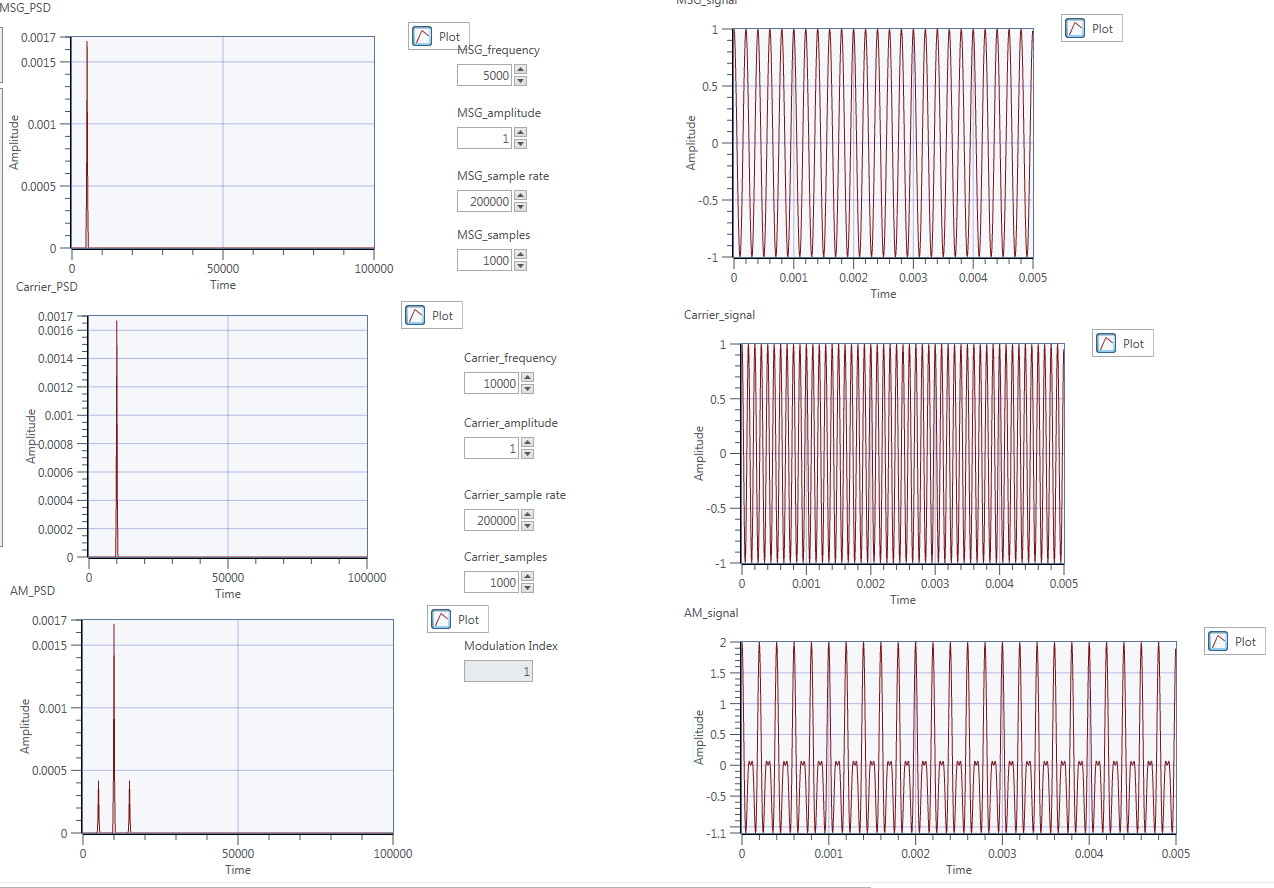 MSG_PSD
Plot
0.0017
0.0015
0.001
0.0005
0
Amplitude
0
50000
100000
Time
MSG_frequency
5000
MSG_amplitude
1
MSG_sample rate
200000
MSG_samples
1000
MSG_signal
Plot
1
0.5
0
-0.5
-1
Amplitude
0
0.001
0.002
0.003
0.004
0.005
Time
Carrier_PSD
Plot
0.0017
0.0016
0.0014
0.0012
0.001
0.0008
0.0006
0.0004
0.0002
0
Amplitude
0
50000
100000
Time
Carrier_frequency
10000
Carrier_amplitude
1
Carrier_sample rate
200000
Carrier_samples
1000
Carrier_signal
Plot
1
0.5
0
-0.5
-1
Amplitude
0
0.001
0.002
0.003
0.004
0.005
Time
AM_PSD
Plot
0.0017
0.0015
0.001
0.0005
0
Amplitude
0
50000
100000
Time
Modulation Index
1
AM_signal
Plot
2
1.5
1
0.5
0
-0.5
-1.1
Amplitude
0
0.001
0.002
0.003
0.004
0.005
Time